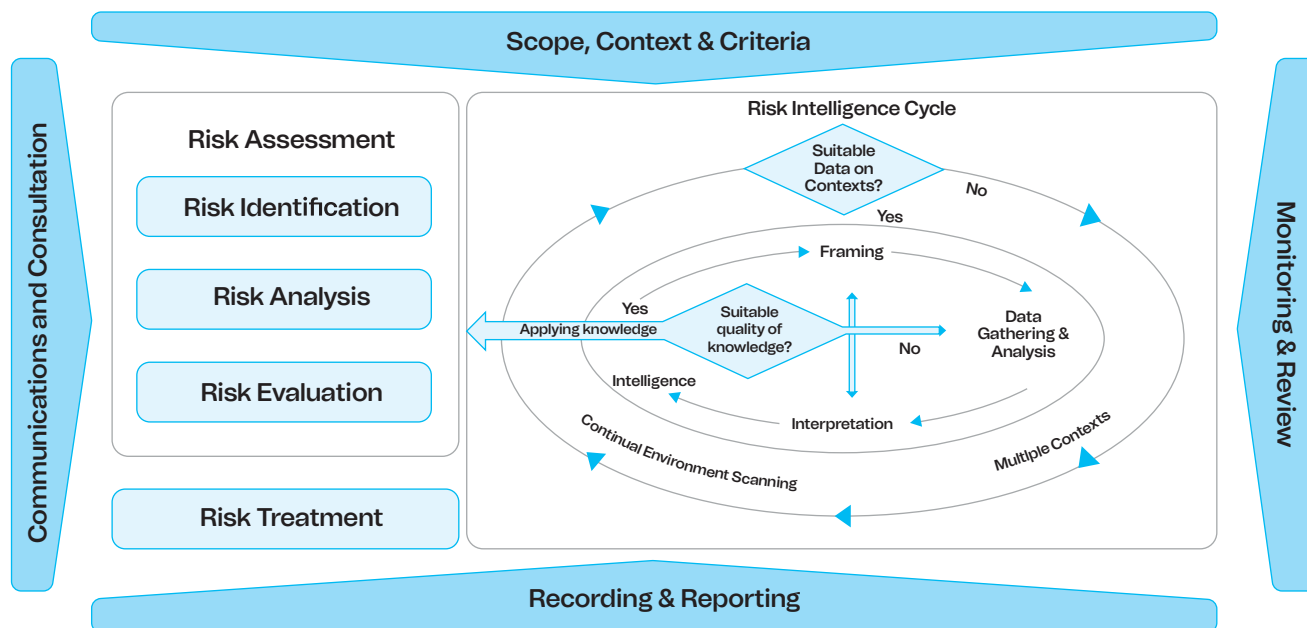 Scope, Context & Criteria
Communications and Consultation
Risk Assessment
Risk Identification
Risk Analysis
Risk Evaluation
Risk Treatment
Risk Intelligence Cycle
Suitable
Data on
Contexts?
No
Yes
Framing
Yes
Suitable
quality of
knowledge?
Applying knowledge
No
Data
Gathering &
Analysis
Intelligence
Interpretation
Continual Environment Scanning
Multiple Contexts
Monitoring & Review
Recording & Reporting